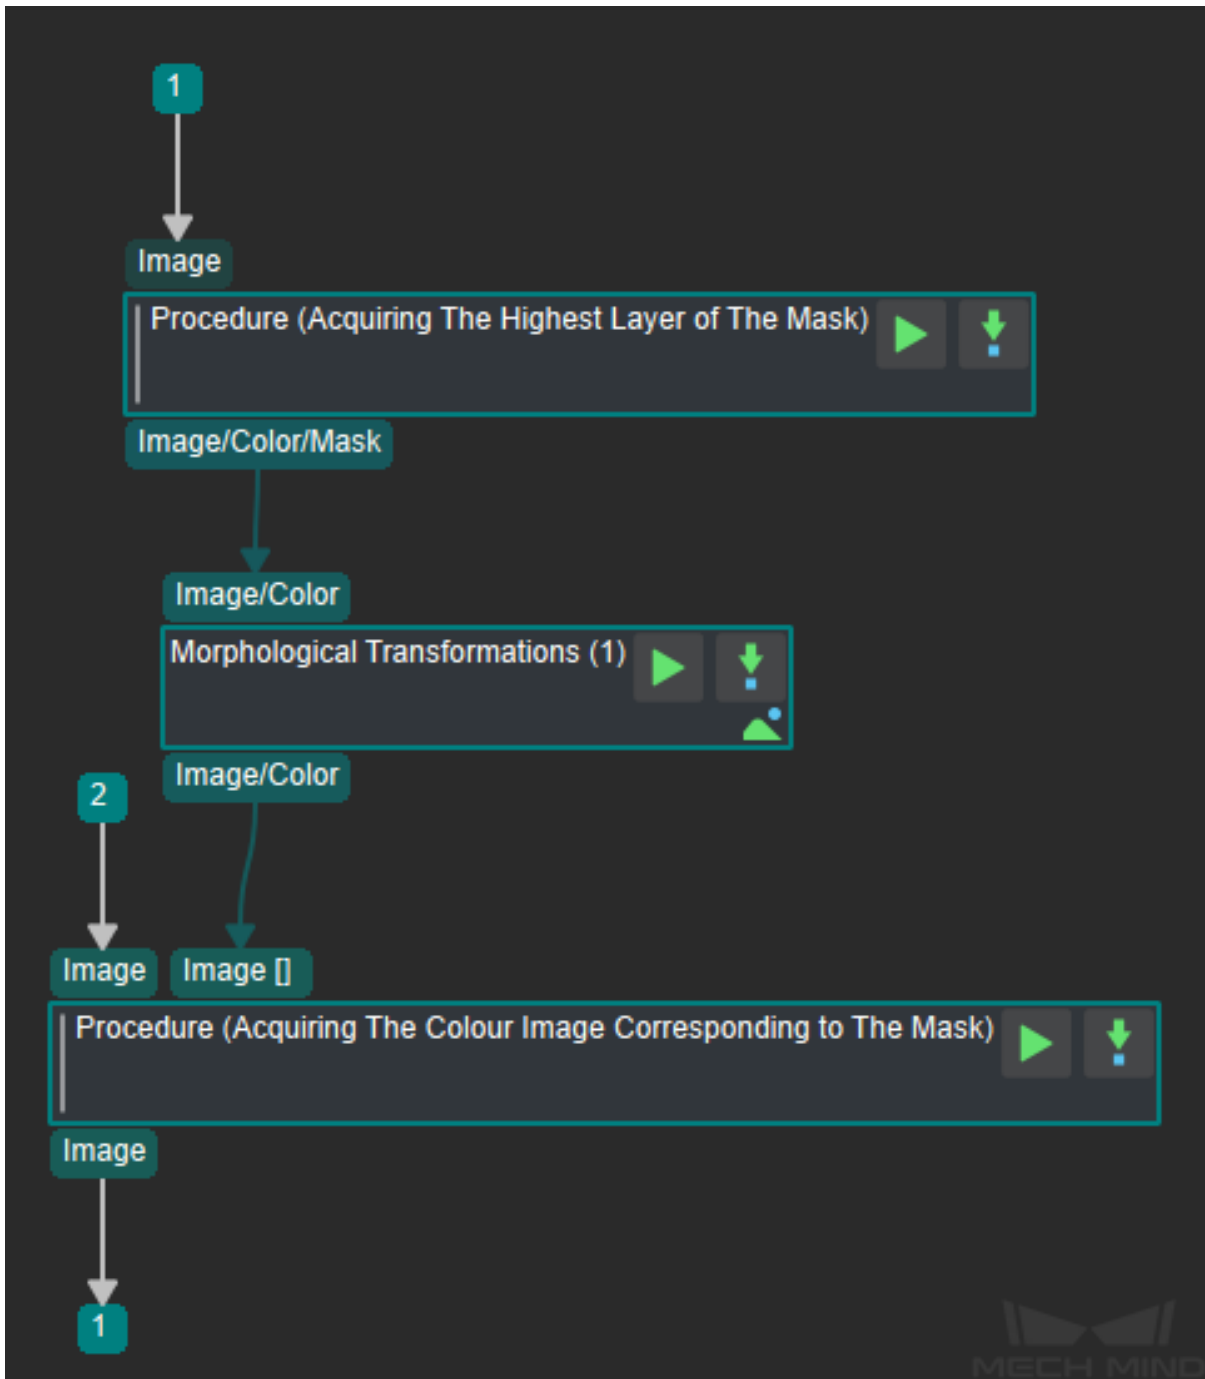 1
Image
Procedure (Acquiring The Highest Layer of The Mask)
Image/Color/Mask
Image/Color
Morphological Transformations (1)
Image/Color
2
Image
Image []
Procedure (Acquiring The Colour Image Corresponding to The Mask)
Image
1
MECH MIND